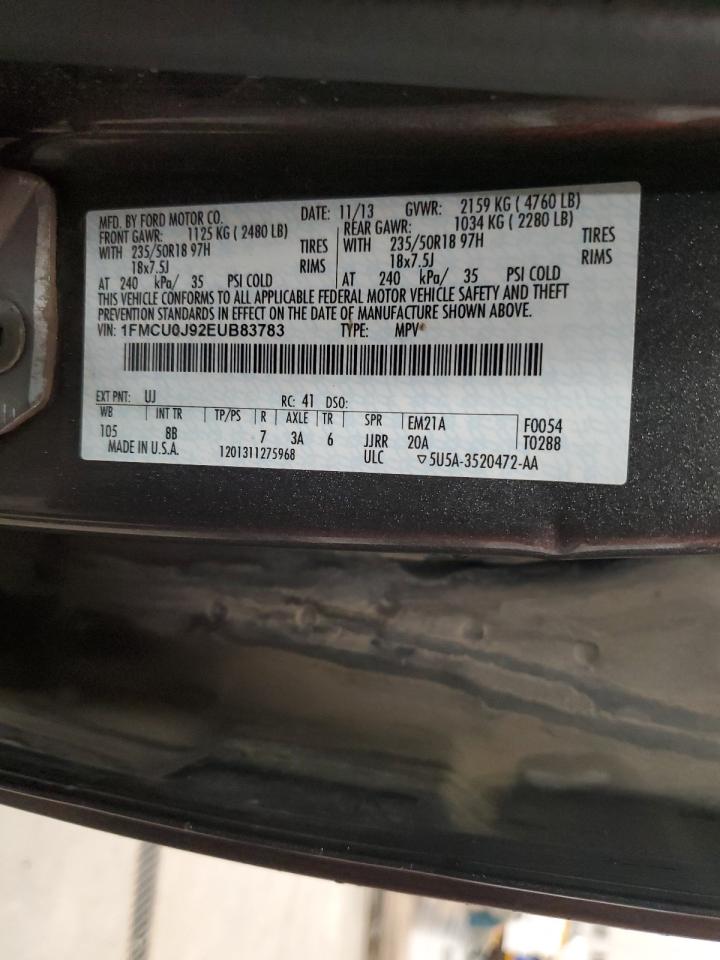 MFD. BY FORD MOTOR CO. DATE: 11/13 GVWR: 2159 KG ( 4760 LB)
FRONT GAWR: 1125 KG ( 2480 LB) REAR GAWR: 1034 KG ( 2280 LB)
WITH 235/50R18 97H TIRES WITH 235/50R18 97H TIRES
18x7.5J RIMS 18x7.5J RIMS
AT 240 kPa/ 35 PSI COLD AT 240 kPa/ 35 PSI COLD
THIS VEHICLE CONFORMS TO ALL APPLICABLE FEDERAL MOTOR VEHICLE SAFETY AND THEFT
PREVENTION STANDARDS IN EFFECT ON THE DATE OF MANUFACTURE SHOWN ABOVE.
VIN: 1FMCU0J92EUB83783 TYPE: MPV
EXT PNT: UJ RC: 41 DSO:
WB INT TR TP/PS R AXLE TR SPR EM21A F0054
105 8B 7 3A 6 JJRR 20A T0288
MADE IN U.S.A. 1201311275968 ULC ▽5U5A-3520472-AA